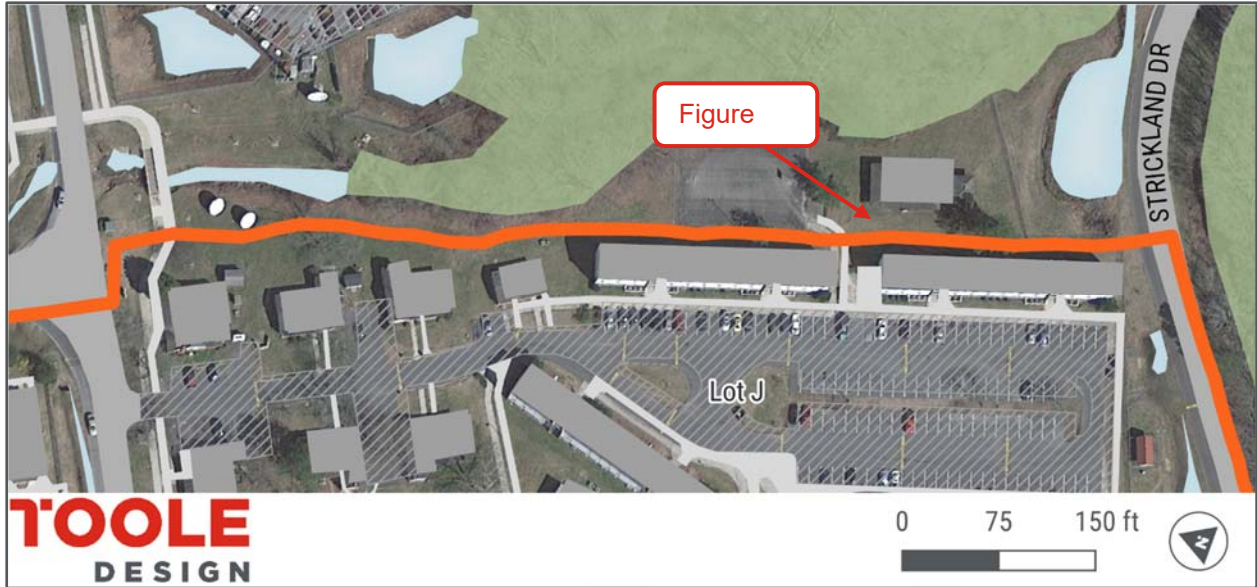 Figure
STRICKLAND DR
Lot J
TOOLE
DESIGN
0 75 150 ft
N